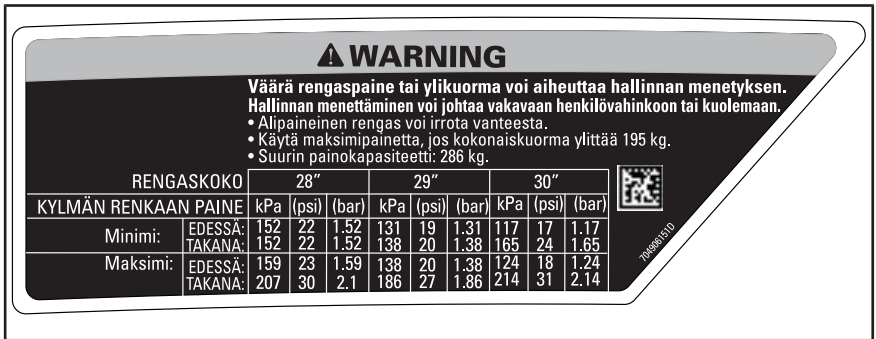 WARNING
Väärä rengaspaine tai ylikuorma voi aiheuttaa hallinnan menetyksen.
Hallinnan menettäminen voi johtaa vakavaan henkilövahinkoon tai kuolemaan.
• Alipaineinen rengas voi irrota vanteesta.
• Käytä maksimipainetta, jos kokonaiskuorma ylittää 195 kg.
• Suurin painokapasiteetti: 286 kg.
RENGASKOKO 28" 29" 30"
KYLMÄN RENKAAN PAINE kPa (psi) (bar) kPa (psi) (bar) kPa (psi) (bar)
Minimi: EDESSÄ: 152 22 1.52 131 19 1.31 117 17 1.17
TAKANA: 152 22 1.52 138 20 1.38 165 24 1.65
Maksimi: EDESSÄ: 159 23 1.59 138 20 1.38 124 18 1.24
TAKANA: 207 30 2.1 186 27 1.86 214 31 2.14
704906151D